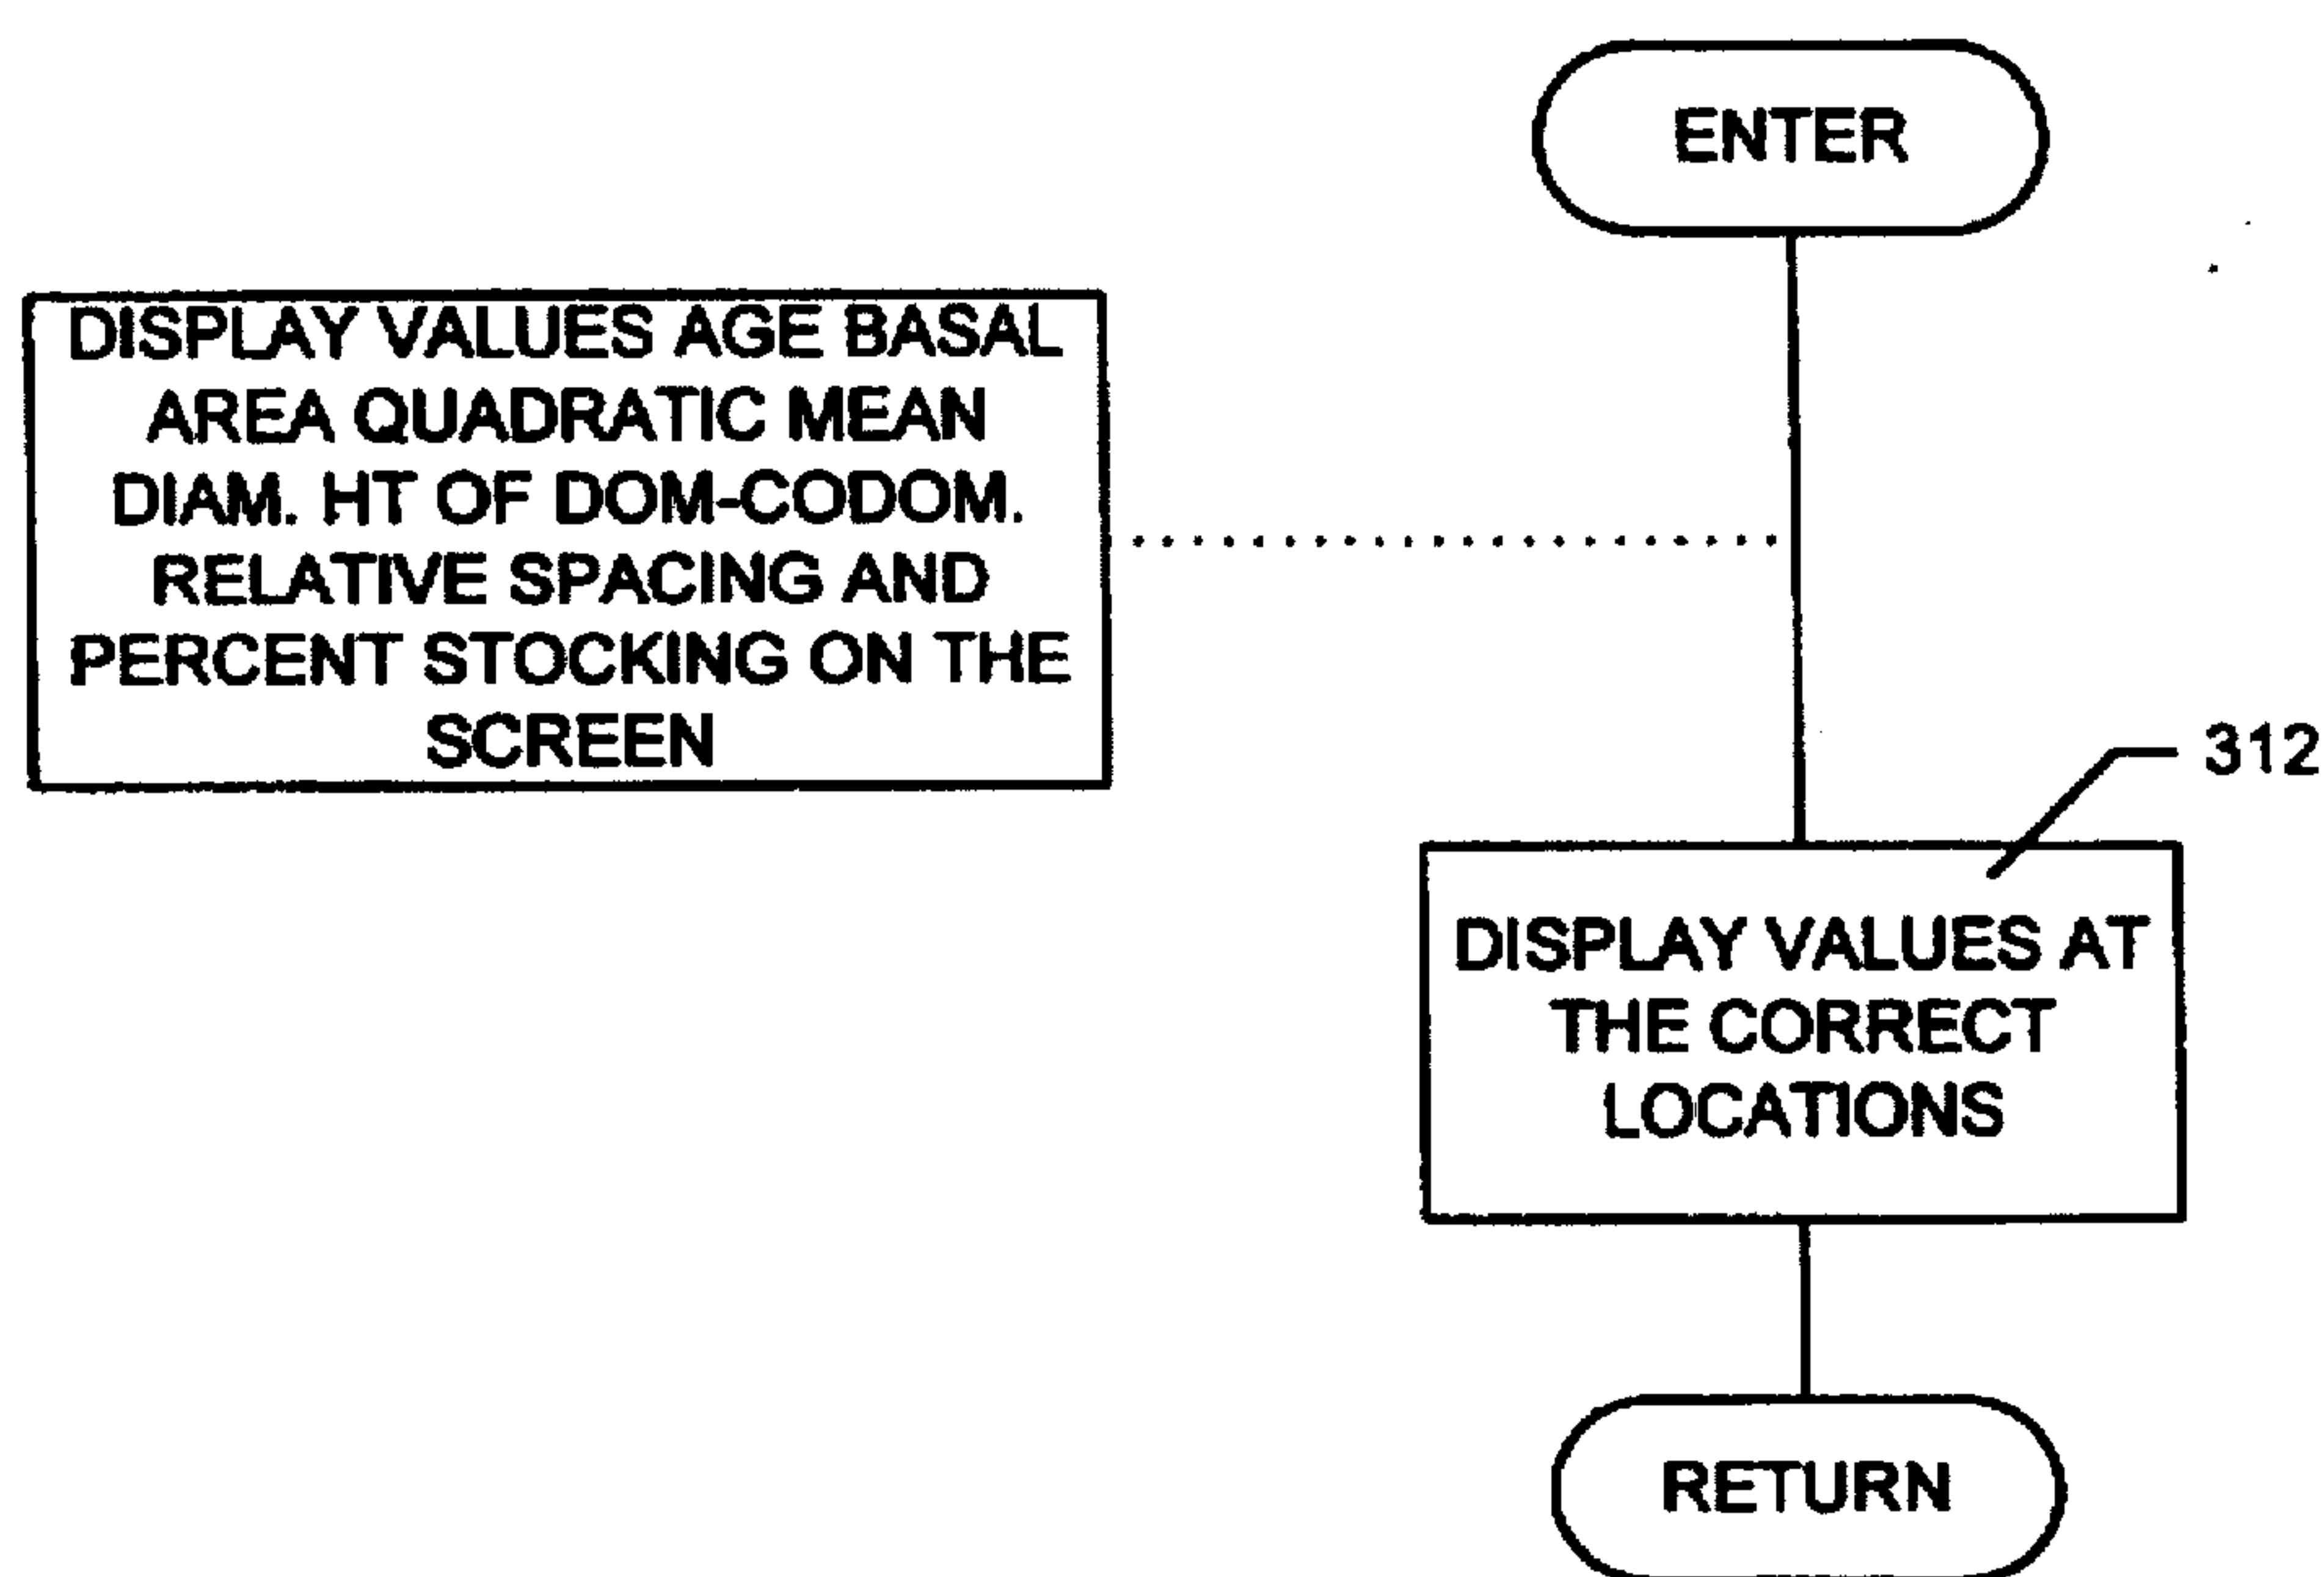 ENTER
DISPLAY VALUES AGE BASAL
AREA QUADRATIC MEAN
DIAM. HT OF DOM-CODOM.
RELATIVE SPACING AND
PERCENT STOCKING ON THE
SCREEN
312
DISPLAY VALUES AT
THE CORRECT
LOCATIONS
RETURN